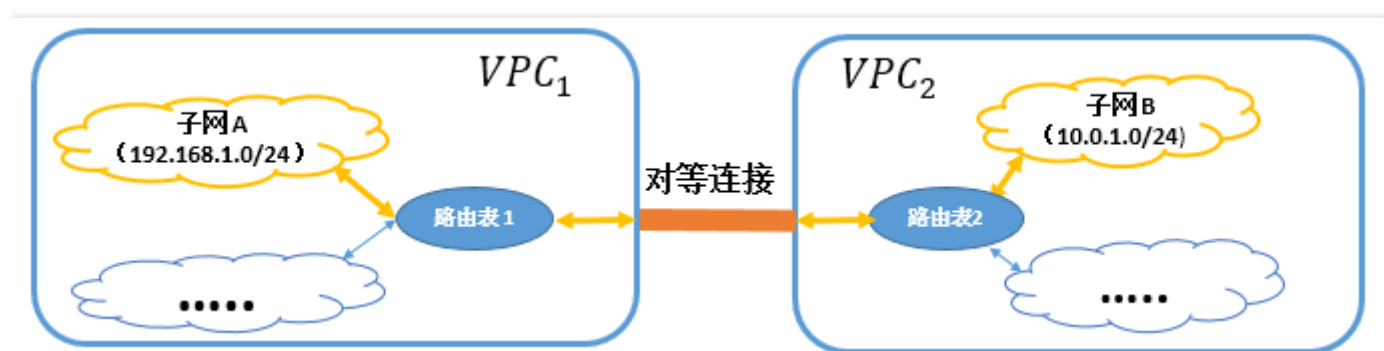 VPC₁
子网A
（192.168.1.0/24）
路由表1
•••••
对等连接
VPC₂
子网B
（10.0.1.0/24)
路由表2
•••••